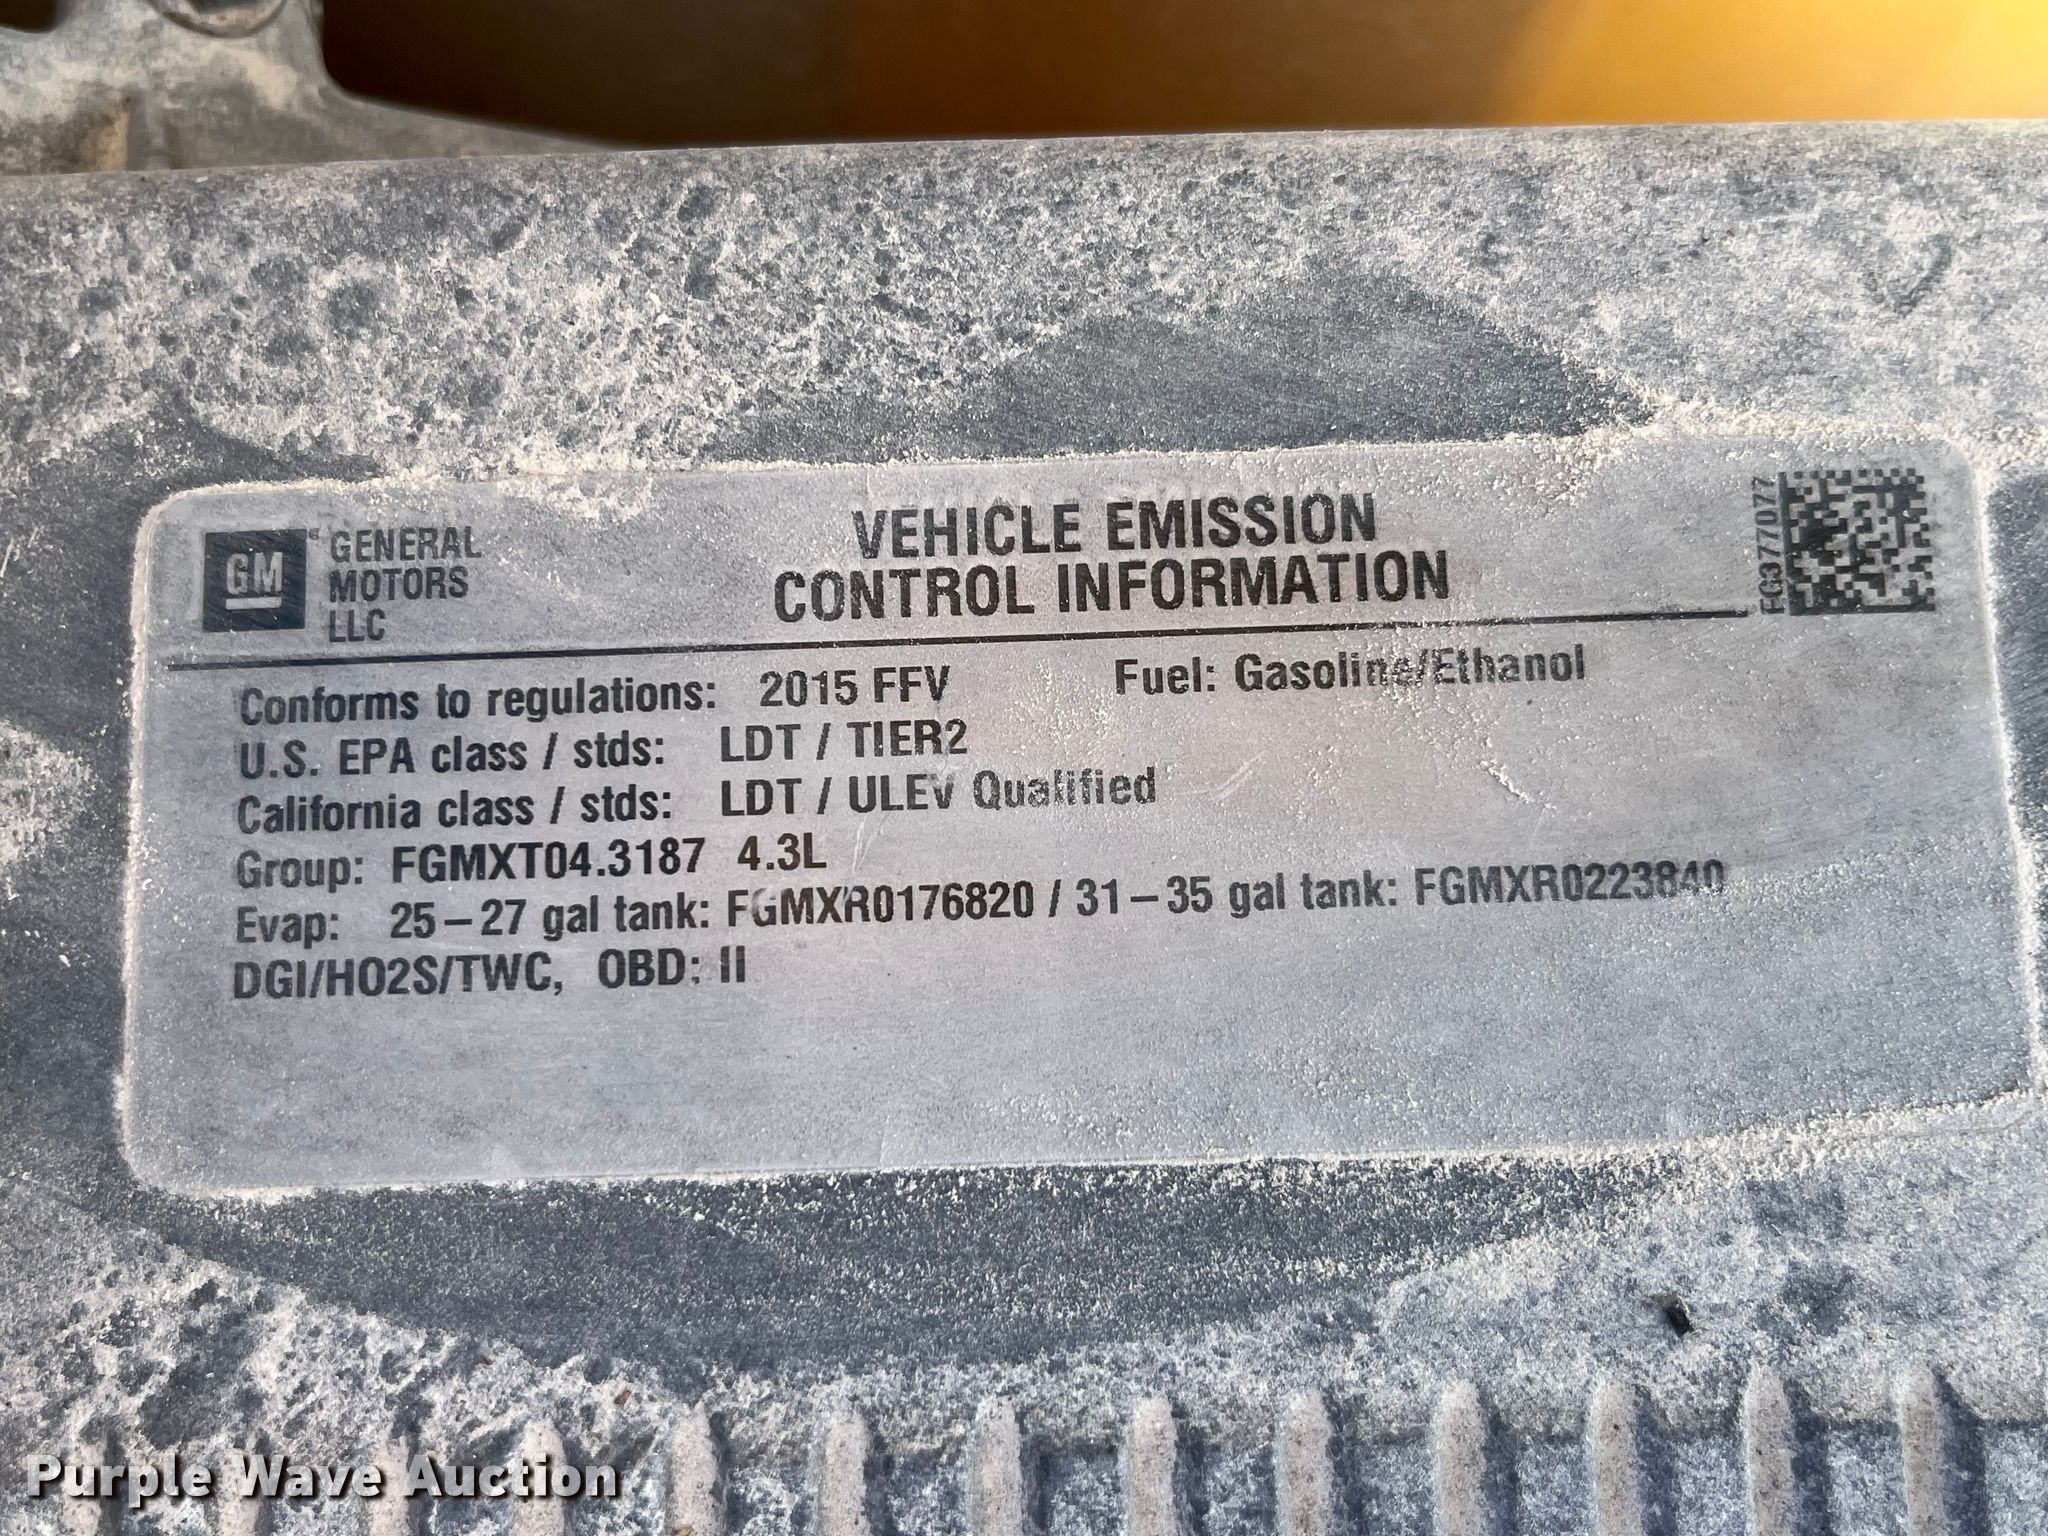 GM
GENERAL
MOTORS
LLC
VEHICLE EMISSION
CONTROL INFORMATION
FG377077
Conforms to regulations: 2015 FFV Fuel: Gasoline/Ethanol
U.S. EPA class / stds: LDT / TIER2
California class / stds: LDT / ULEV Qualified
Group: FGMXT04.3187 4.3L
Evap: 25-27 gal tank: FGMXR0176820 / 31-35 gal tank: FGMXR0223840
DGI/HO2S/TWC, OBD: II
Purple Wave Auction